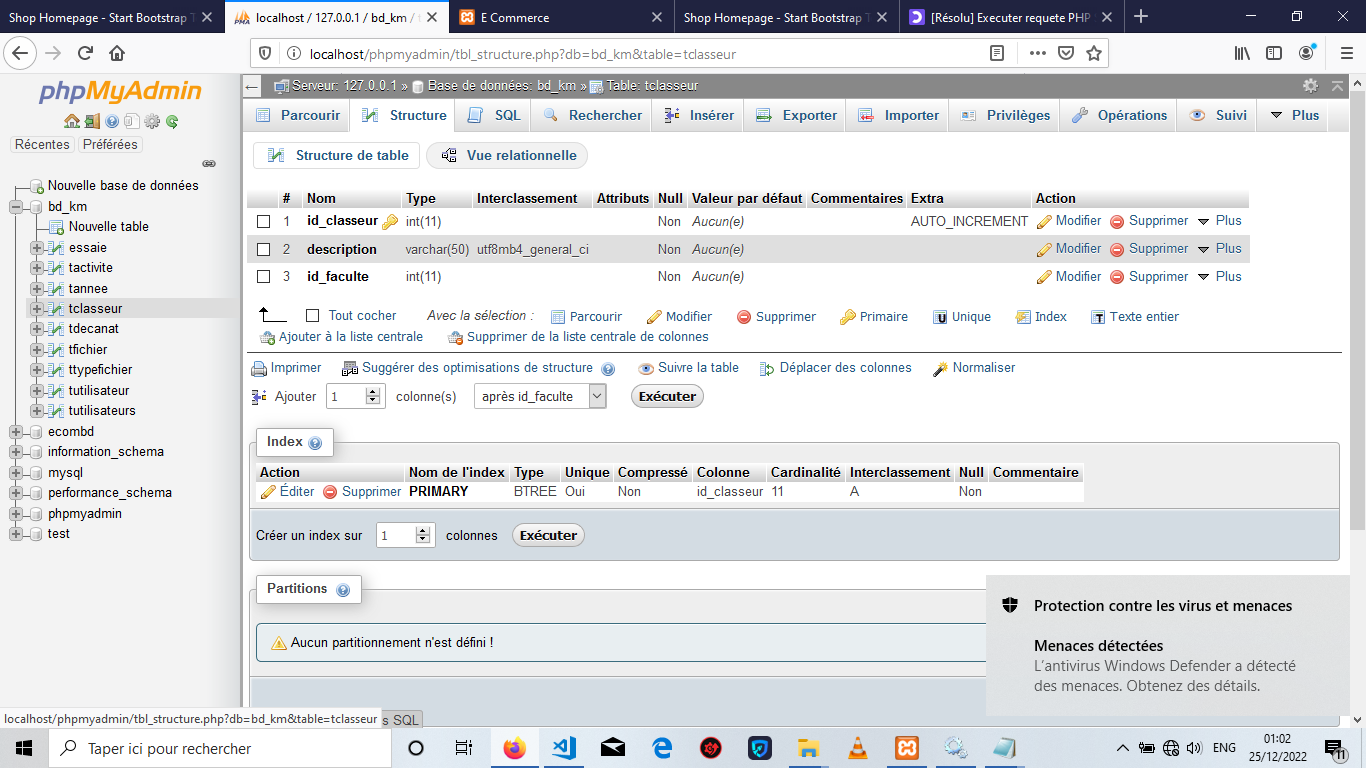 Shop Homepage - Start Bootstrap T
localhost / 127.0.0.1 / bd_km / t
E Commerce
Shop Homepage - Start Bootstrap T
[Résolu] Executer requete PHP S
localhost/phpmyadmin/tbl_structure.php?db=bd_km&table=tclasseur
phpMyAdmin
Récentes Préférées
Nouvelle base de données
bd_km
Nouvelle table
essaie
tactivite
tannee
tclasseur
tdecanat
tfichier
ttypefichier
tutilisateur
tutilisateurs
ecombd
information_schema
mysql
performance_schema
phpmyadmin
test
Serveur: 127.0.0.1 » Base de données: bd_km » Table: tclasseur
Parcourir Structure SQL Rechercher Insérer Exporter Importer Privilèges Opérations Suivi Plus
Structure de table Vue relationnelle
# Nom Type Interclassement Attributs Null Valeur par défaut Commentaires Extra Action
1 id_classeur int(11) Non Aucun(e) AUTO_INCREMENT Modifier Supprimer Plus
2 description varchar(50) utf8mb4_general_ci Non Aucun(e) Modifier Supprimer Plus
3 id_faculte int(11) Non Aucun(e) Modifier Supprimer Plus
Tout cocher Avec la sélection : Parcourir Modifier Supprimer Primaire Unique Index Texte entier
Ajouter à la liste centrale Supprimer de la liste centrale de colonnes
Imprimer Suggérer des optimisations de structure Suivre la table Déplacer des colonnes Normaliser
Ajouter 1 colonne(s) après id_faculte Exécuter
Index
Action Nom de l'index Type Unique Compressé Colonne Cardinalité Interclassement Null Commentaire
Éditer Supprimer PRIMARY BTREE Oui Non id_classeur 11 A Non
Créer un index sur 1 colonnes Exécuter
Partitions
Aucun partitionnement n'est défini !
Protection contre les virus et menaces
Menaces détectées
L'antivirus Windows Defender a détecté
des menaces. Obtenez des détails.
localhost/phpmyadmin/tbl_structure.php?db=bd_km&table=tclasseur
s SQL
Taper ici pour rechercher
ENG
01:02
25/12/2022
11